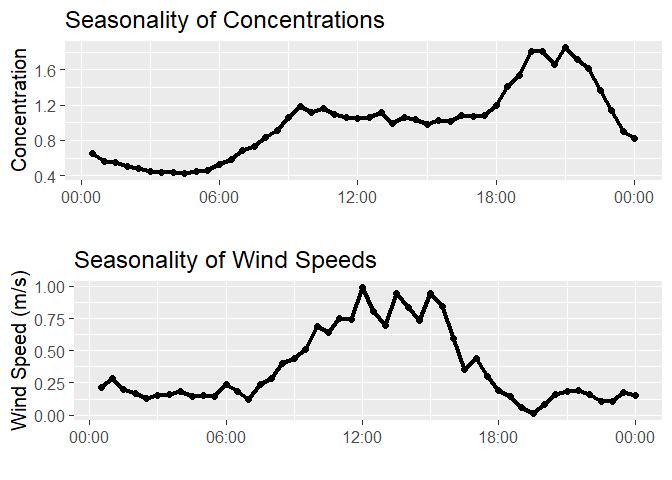 Seasonality of Concentrations
Concentration
1.6
1.2
0.8
0.4
00:00 06:00 12:00 18:00 00:00
Seasonality of Wind Speeds
Wind Speed (m/s)
1.00
0.75
0.50
0.25
0.00
00:00 06:00 12:00 18:00 00:00